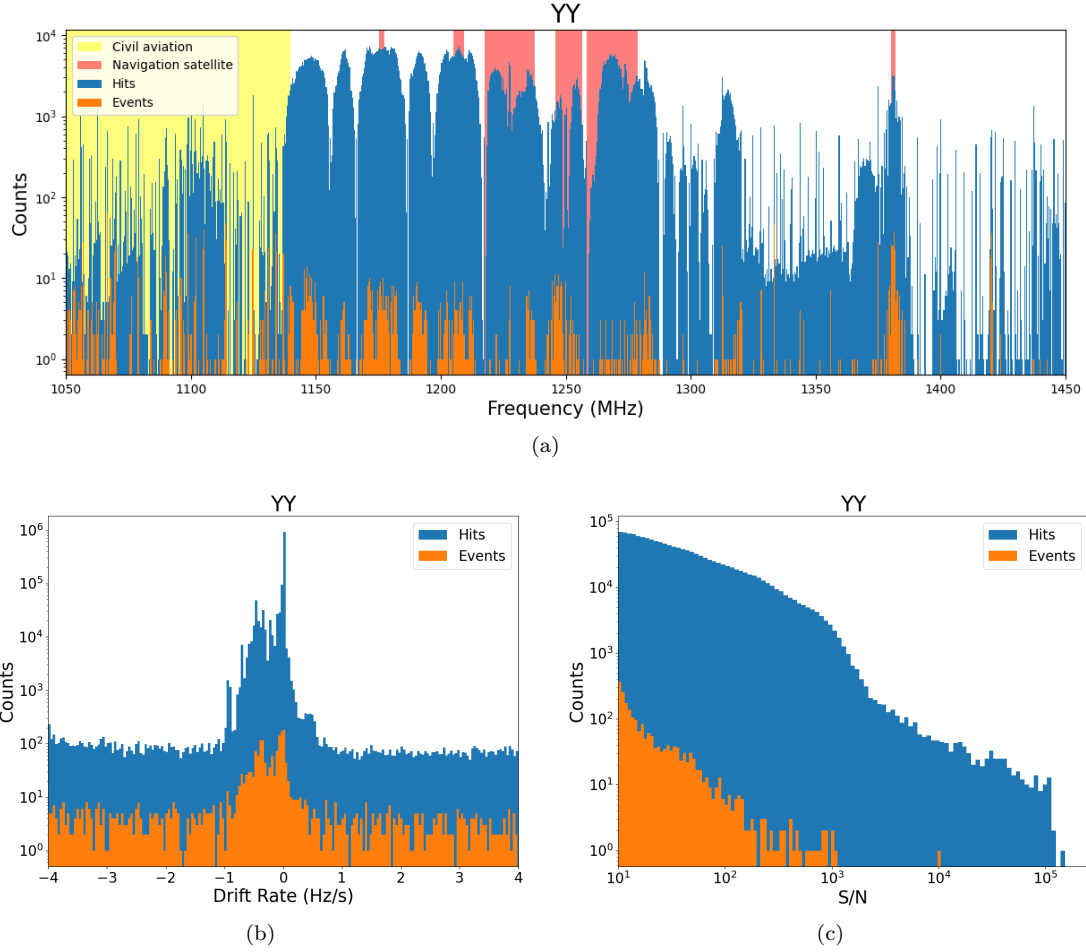 YY
Civil aviation
Navigation satellite
Hits
Events
Counts
10⁴
10³
10²
10¹
10⁰
1050 1100 1150 1200 1250 1300 1350 1400 1450
Frequency (MHz)
(a)
YY
Hits
Events
Counts
10⁶
10⁵
10⁴
10³
10²
10¹
10⁰
−4 −3 −2 −1 0 1 2 3 4
Drift Rate (Hz/s)
(b)
YY
Hits
Events
Counts
10⁵
10⁴
10³
10²
10¹
10⁰
10¹ 10² 10³ 10⁴ 10⁵
S/N
(c)